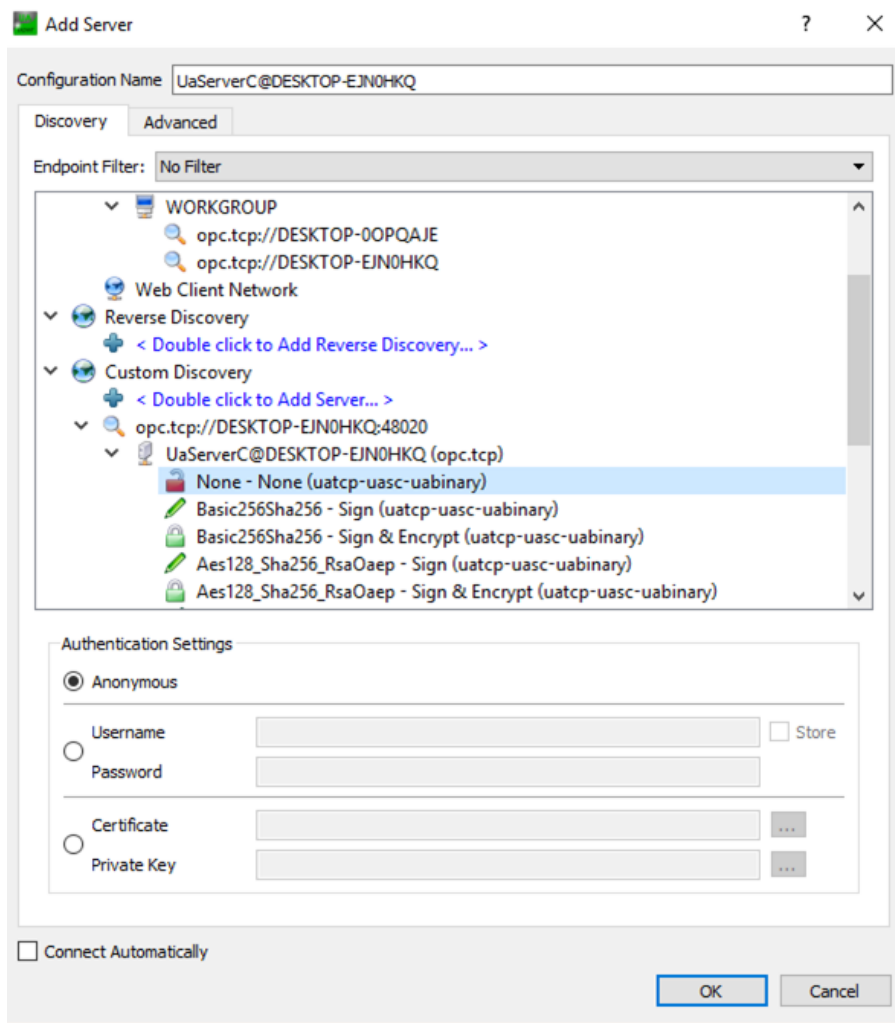 Add Server
?
Configuration Name UaServerC@DESKTOP-EJN0HKQ
Discovery Advanced
Endpoint Filter: No Filter
WORKGROUP
opc.tcp://DESKTOP-0OPQAJE
opc.tcp://DESKTOP-EJN0HKQ
Web Client Network
Reverse Discovery
< Double click to Add Reverse Discovery... >
Custom Discovery
< Double click to Add Server... >
opc.tcp://DESKTOP-EJN0HKQ:48020
UaServerC@DESKTOP-EJN0HKQ (opc.tcp)
None - None (uatcp-uasc-uabinary)
Basic256Sha256 - Sign (uatcp-uasc-uabinary)
Basic256Sha256 - Sign & Encrypt (uatcp-uasc-uabinary)
Aes128_Sha256_RsaOaep - Sign (uatcp-uasc-uabinary)
Aes128_Sha256_RsaOaep - Sign & Encrypt (uatcp-uasc-uabinary)
Authentication Settings
Anonymous
Username Store
Password
Certificate ...
Private Key ...
Connect Automatically
OK Cancel